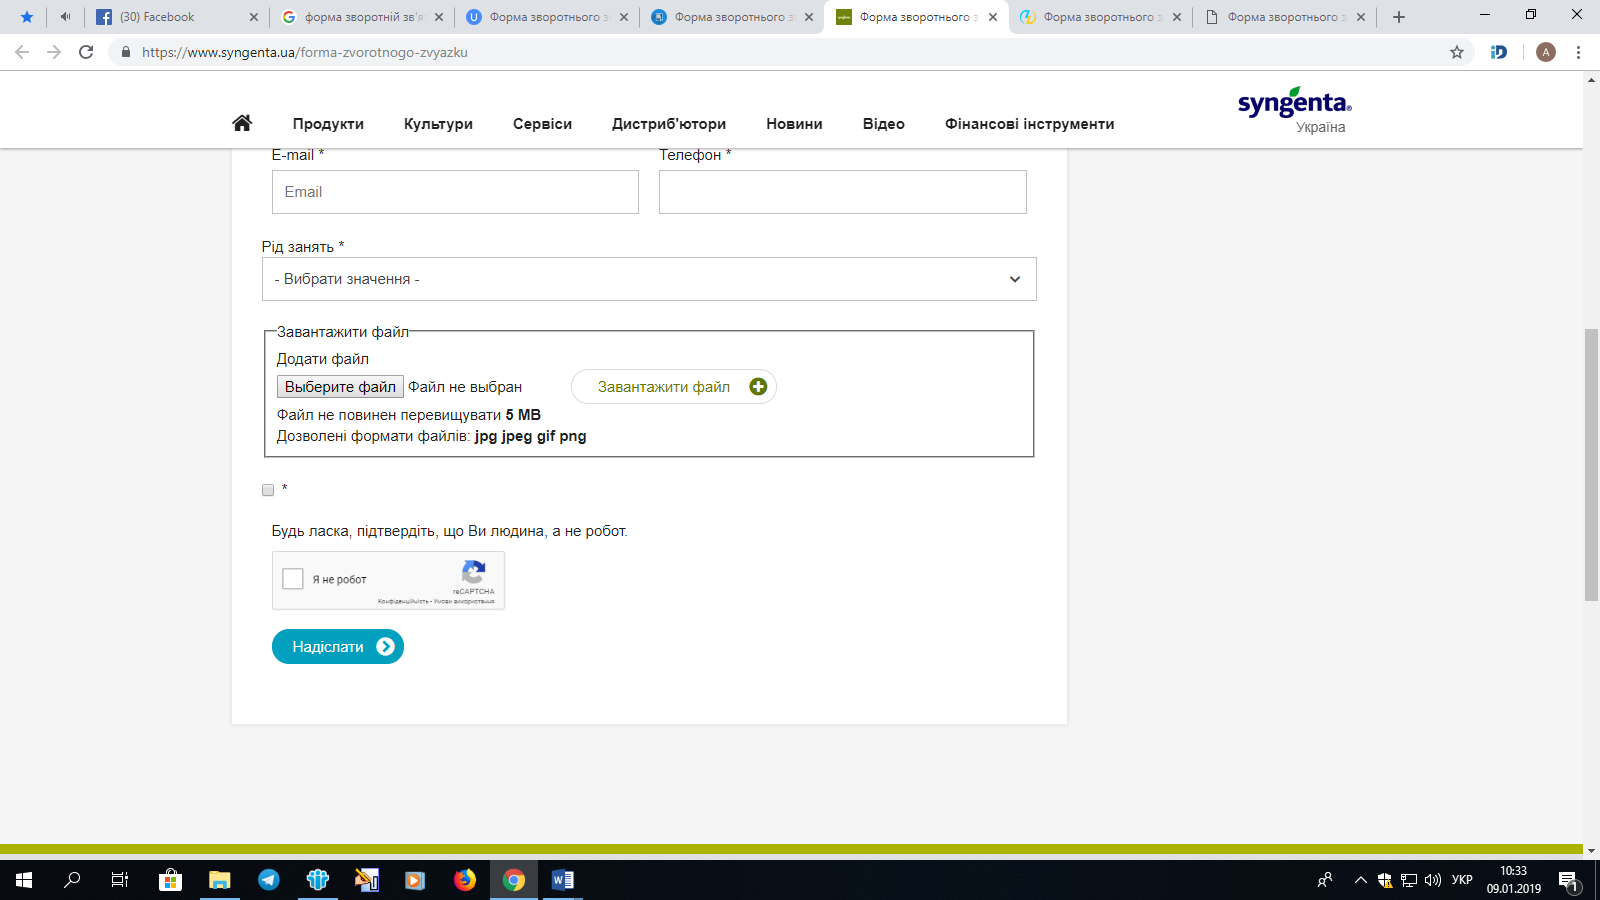 (30) Facebook
форма зворотній зв'я
Форма зворотнього з
Форма зворотнього з
Форма зворотнього з
Форма зворотнього з
Форма зворотнього з
https://www.syngenta.ua/forma-zvorotnogo-zvyazku
A
Продукти Культури Сервіси Дистриб'ютори Новини Відео Фінансові інструменти
syngenta®
Україна
E-mail * Телефон *
Email
Рід занять *
- Вибрати значення -
Завантажити файл
Додати файл
Выберите файл Файл не выбран Завантажити файл
Файл не повинен перевищувати 5 MB
Дозволені формати файлів: jpg jpeg gif png
*
Будь ласка, підтвердіть, що Ви людина, а не робот.
Я не робот
reCAPTCHA
Конфіденційність - Умови використання
Надіслати
УКР
10:33
09.01.2019
1